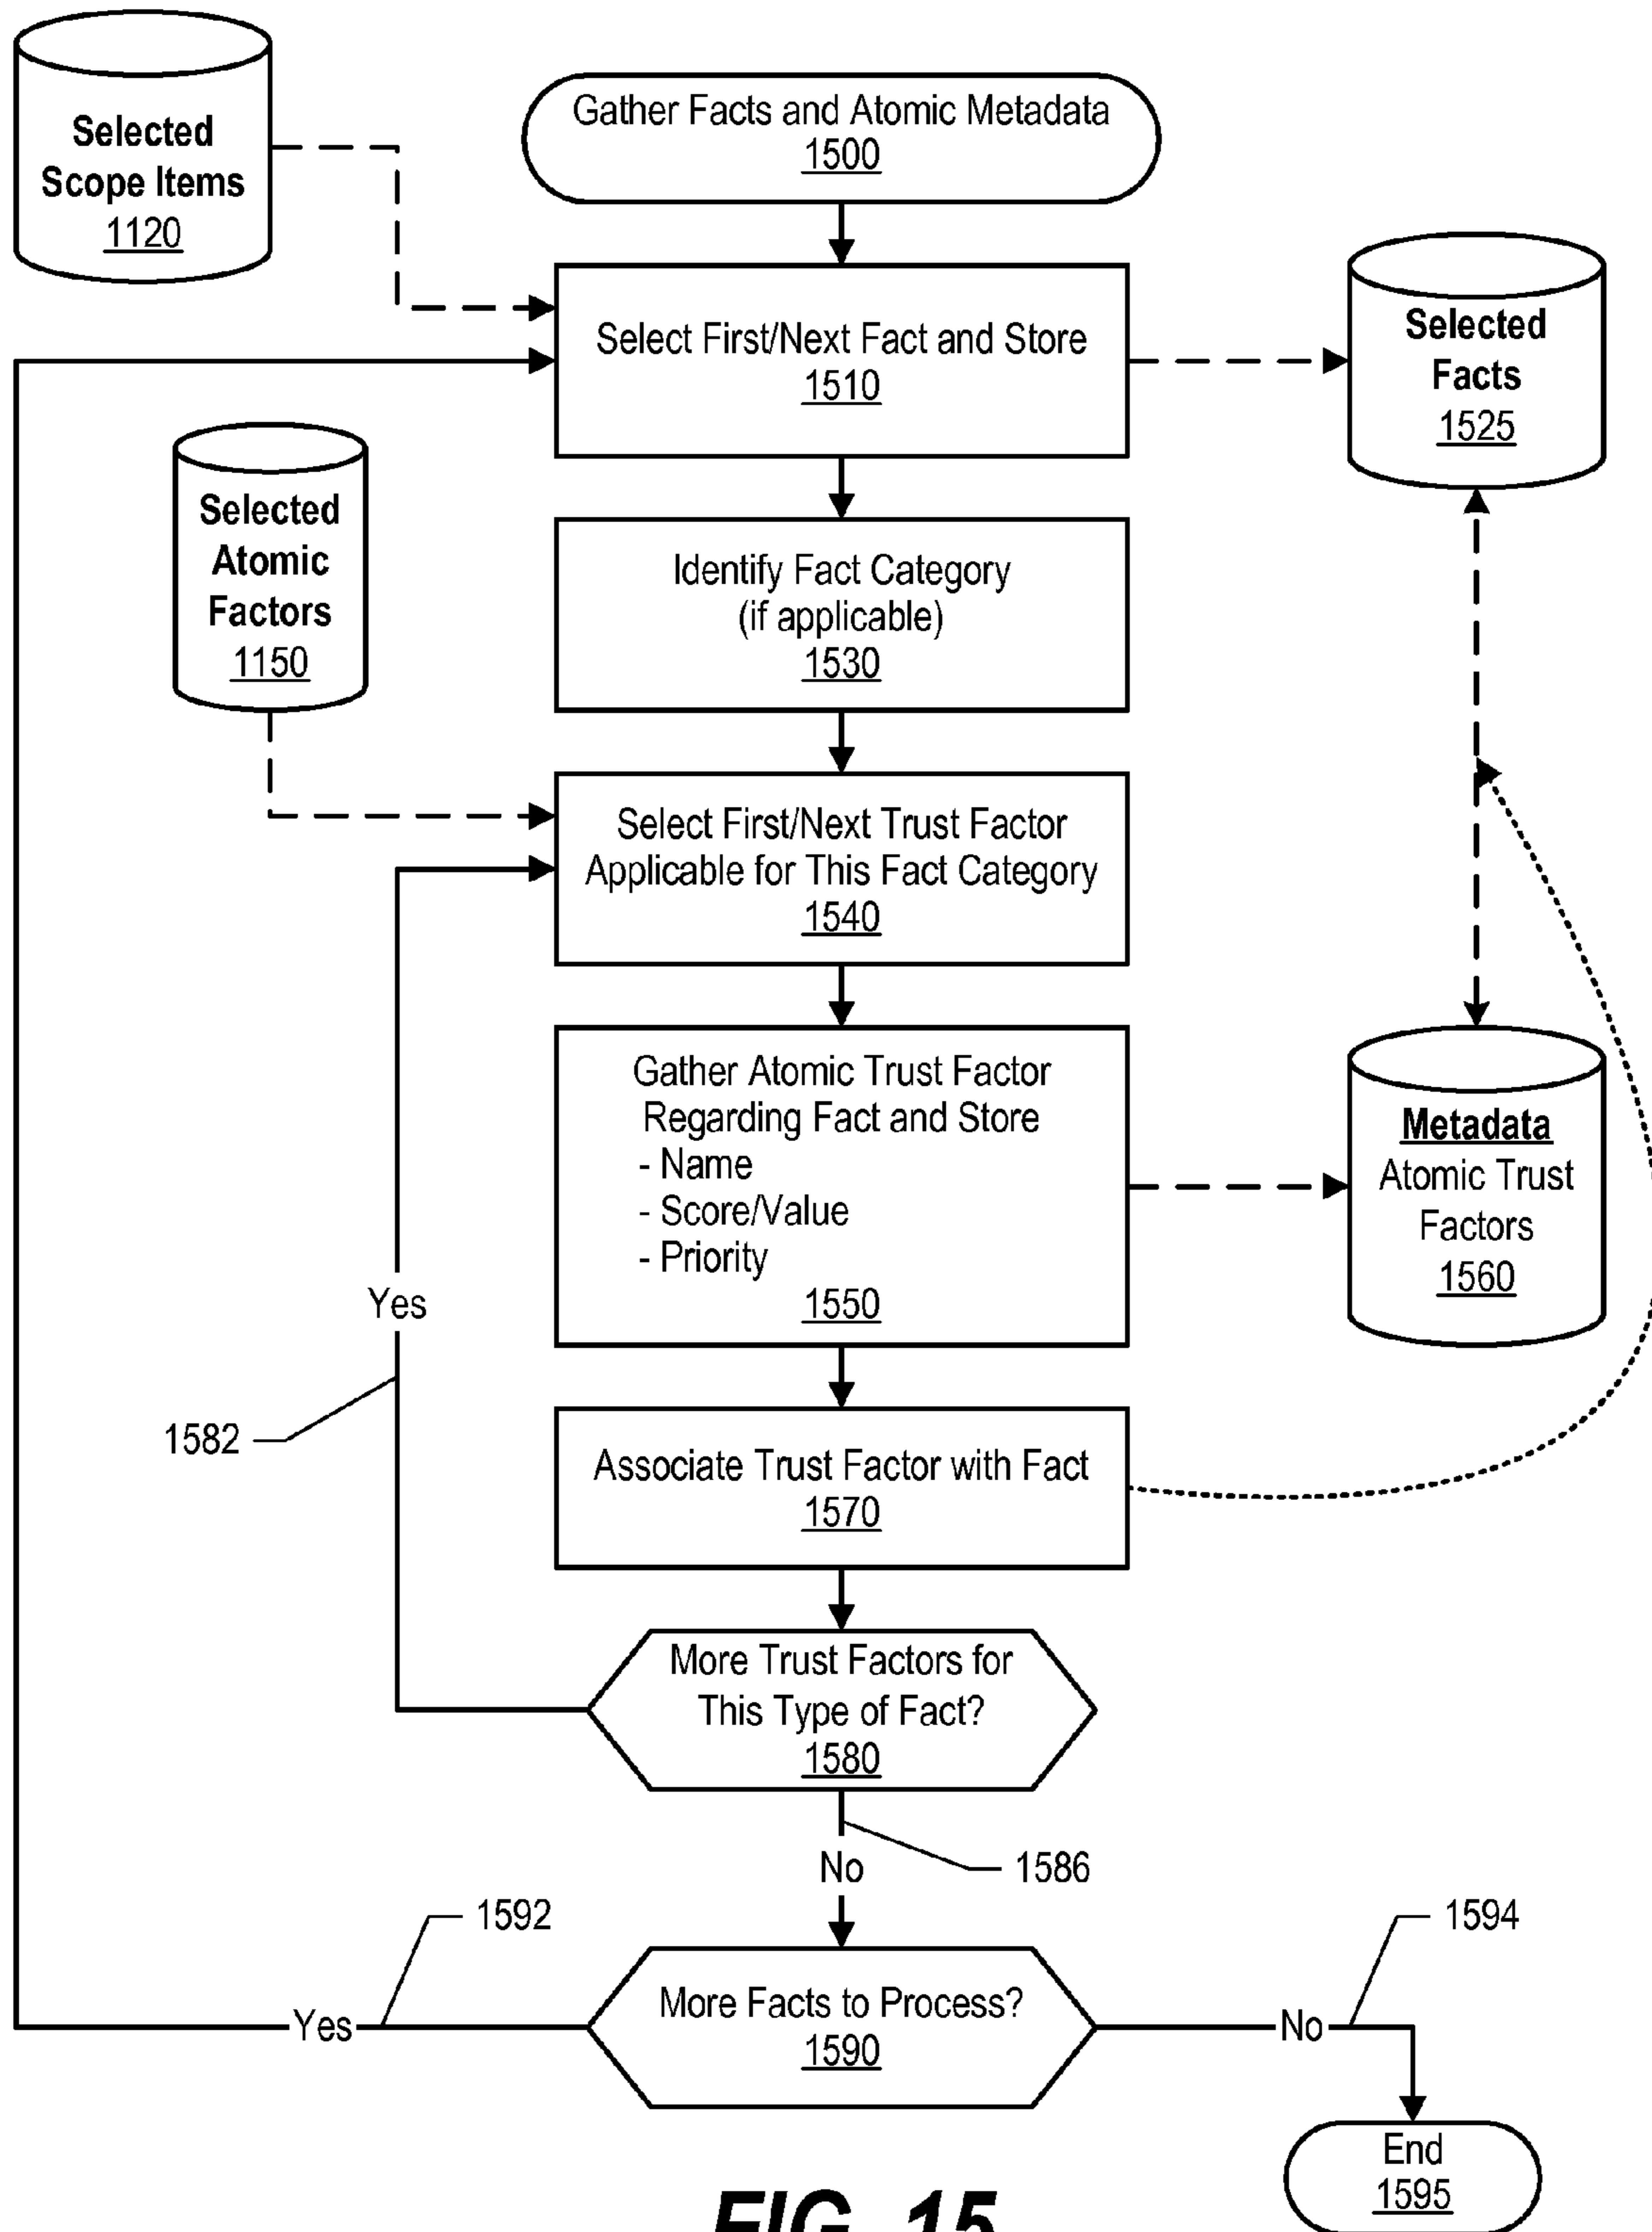 Gather Facts and Atomic Metadata
1500
Selected
Scope Items
1120
Select First/Next Fact and Store
1510
Selected
Facts
1525
Selected
Atomic
Factors
1150
Identify Fact Category
(if applicable)
1530
Select First/Next Trust Factor
Applicable for This Fact Category
1540
Gather Atomic Trust Factor
Regarding Fact and Store
- Name
- Score/Value
- Priority
1550
Metadata
Atomic Trust
Factors
1560
Yes
1582
Associate Trust Factor with Fact
1570
More Trust Factors for
This Type of Fact?
1580
No
1586
1592
1594
Yes
More Facts to Process?
1590
No
End
1595
FIG. 15